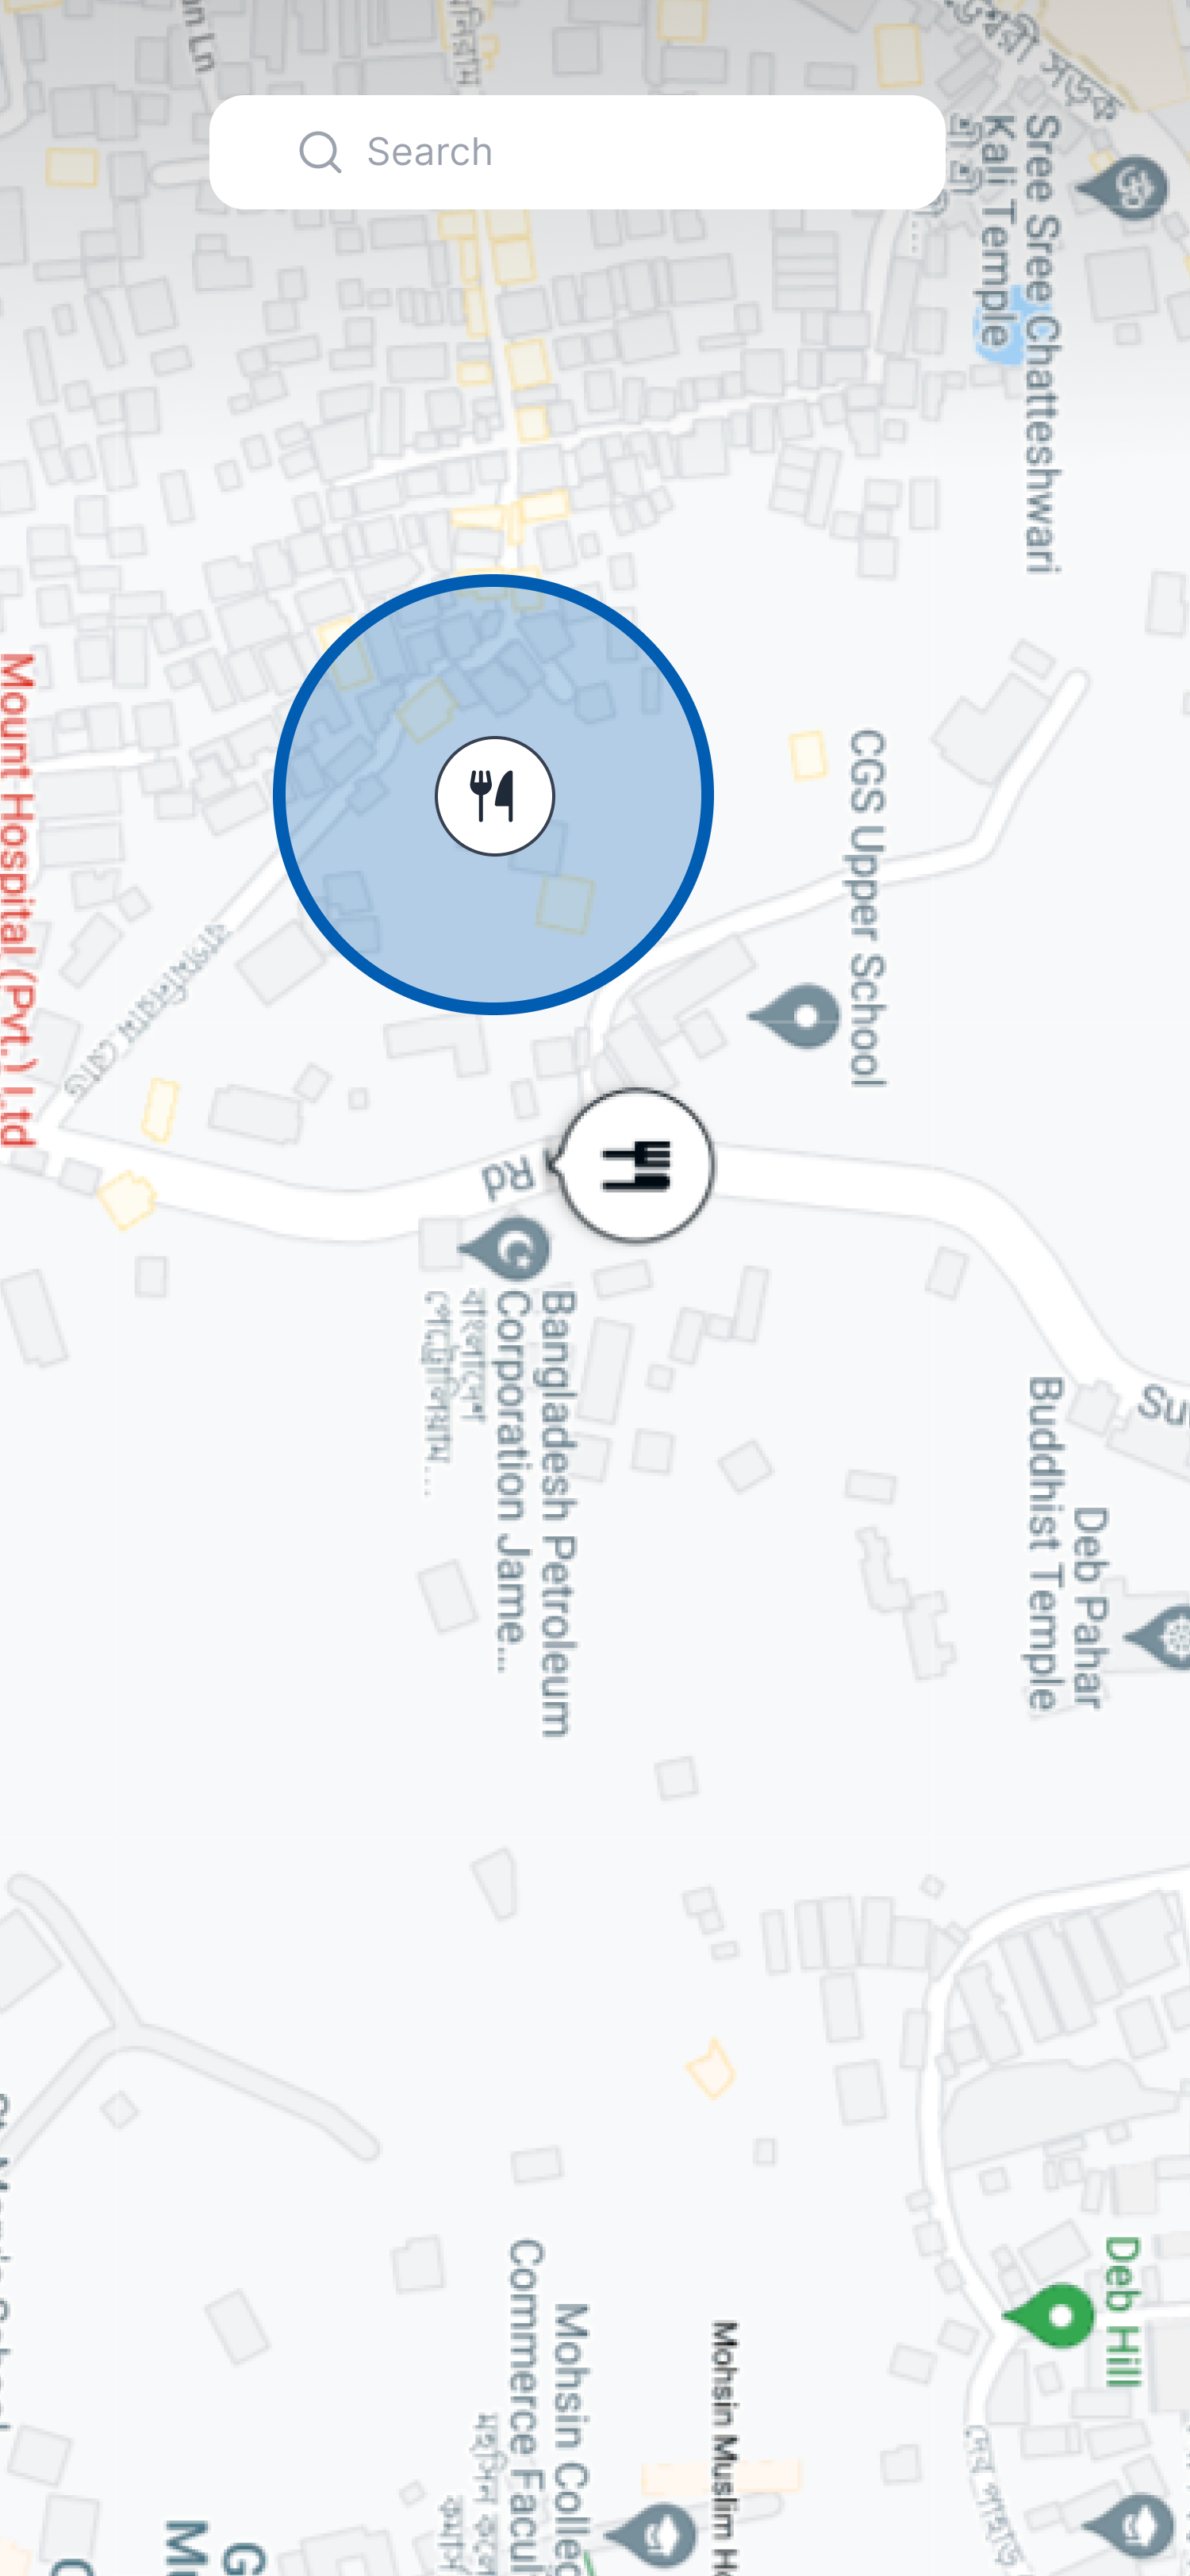 Search
Sree Sree Chatteshwari
Kali Temple
Mount Hospital (Pvt.) Ltd
CGS Upper School
Rd
Bangladesh Petroleum
Corporation Jame...
বাংলাদেশ
পেট্রোলিয়াম...
Deb Pahar
Buddhist Temple
Deb Hill
Mohsin Colleg
Commerce Facul
Mohsin Muslim H